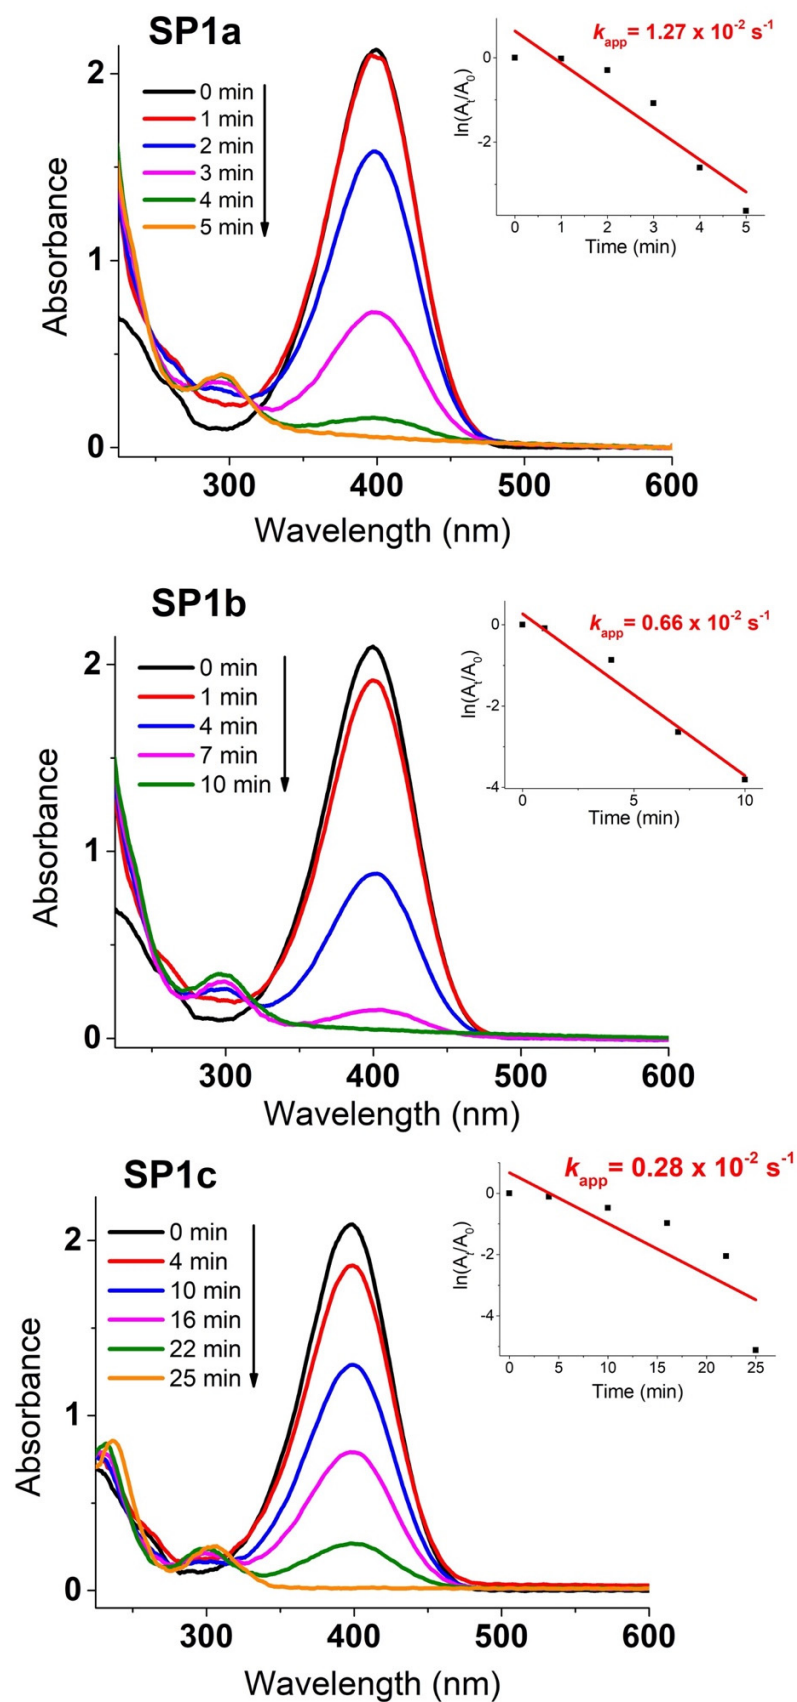 SP1a
k_app = 1.27 x 10⁻² s⁻¹
0 min
1 min
2 min
3 min
4 min
5 min
2
1
0
Absorbance
300 400 500 600
Wavelength (nm)
ln(Aₜ/A₀)
0
-2
0 1 2 3 4 5
Time (min)
SP1b
k_app = 0.66 x 10⁻² s⁻¹
0 min
1 min
4 min
7 min
10 min
2
1
0
Absorbance
300 400 500 600
Wavelength (nm)
ln(Aₜ/A₀)
0
-2
-4
0 5 10
Time (min)
SP1c
k_app = 0.28 x 10⁻² s⁻¹
0 min
4 min
10 min
16 min
22 min
25 min
2
1
0
Absorbance
300 400 500 600
Wavelength (nm)
ln(Aₜ/A₀)
0
-2
-4
0 5 10 15 20 25
Time (min)